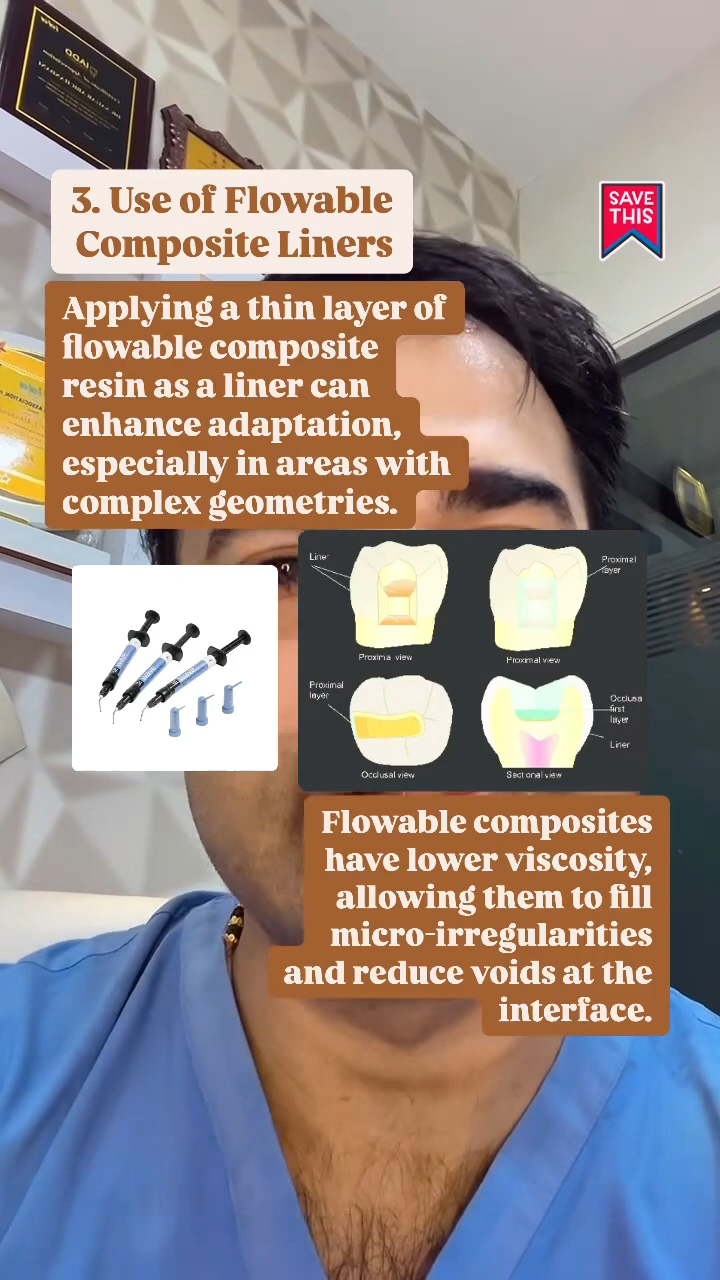 3. Use of Flowable
Composite Liners
SAVE
THIS
Applying a thin layer of
flowable composite
resin as a liner can
enhance adaptation,
especially in areas with
complex geometries.
Liner
Proximal view
Proximal
layer
Proximal view
Proximal
layer
Occlusal view
Occlusa
first
layer
Liner
Sectional view
Flowable composites
have lower viscosity,
allowing them to fill
micro-irregularities
and reduce voids at the
interface.